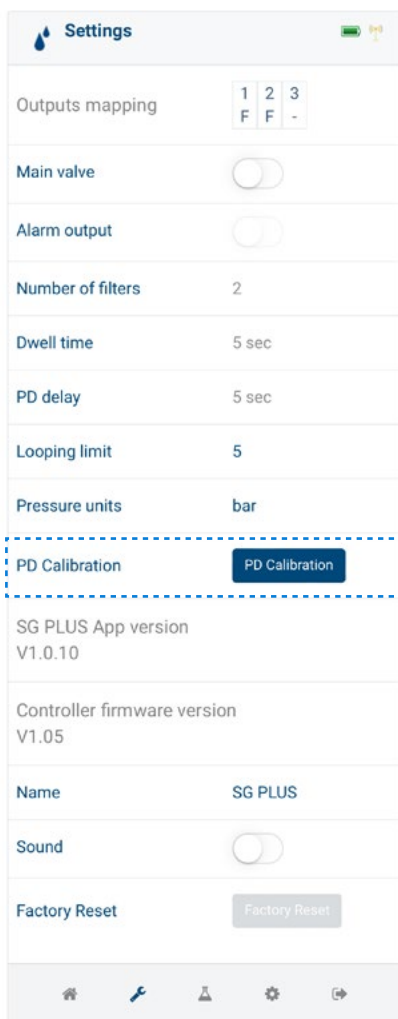 Settings
Outputs mapping
1 2 3
F F -
Main valve
Alarm output
Number of filters 2
Dwell time 5 sec
PD delay 5 sec
Looping limit 5
Pressure units bar
PD Calibration PD Calibration
SG PLUS App version
V1.0.10
Controller firmware version
V1.05
Name SG PLUS
Sound
Factory Reset Factory Reset